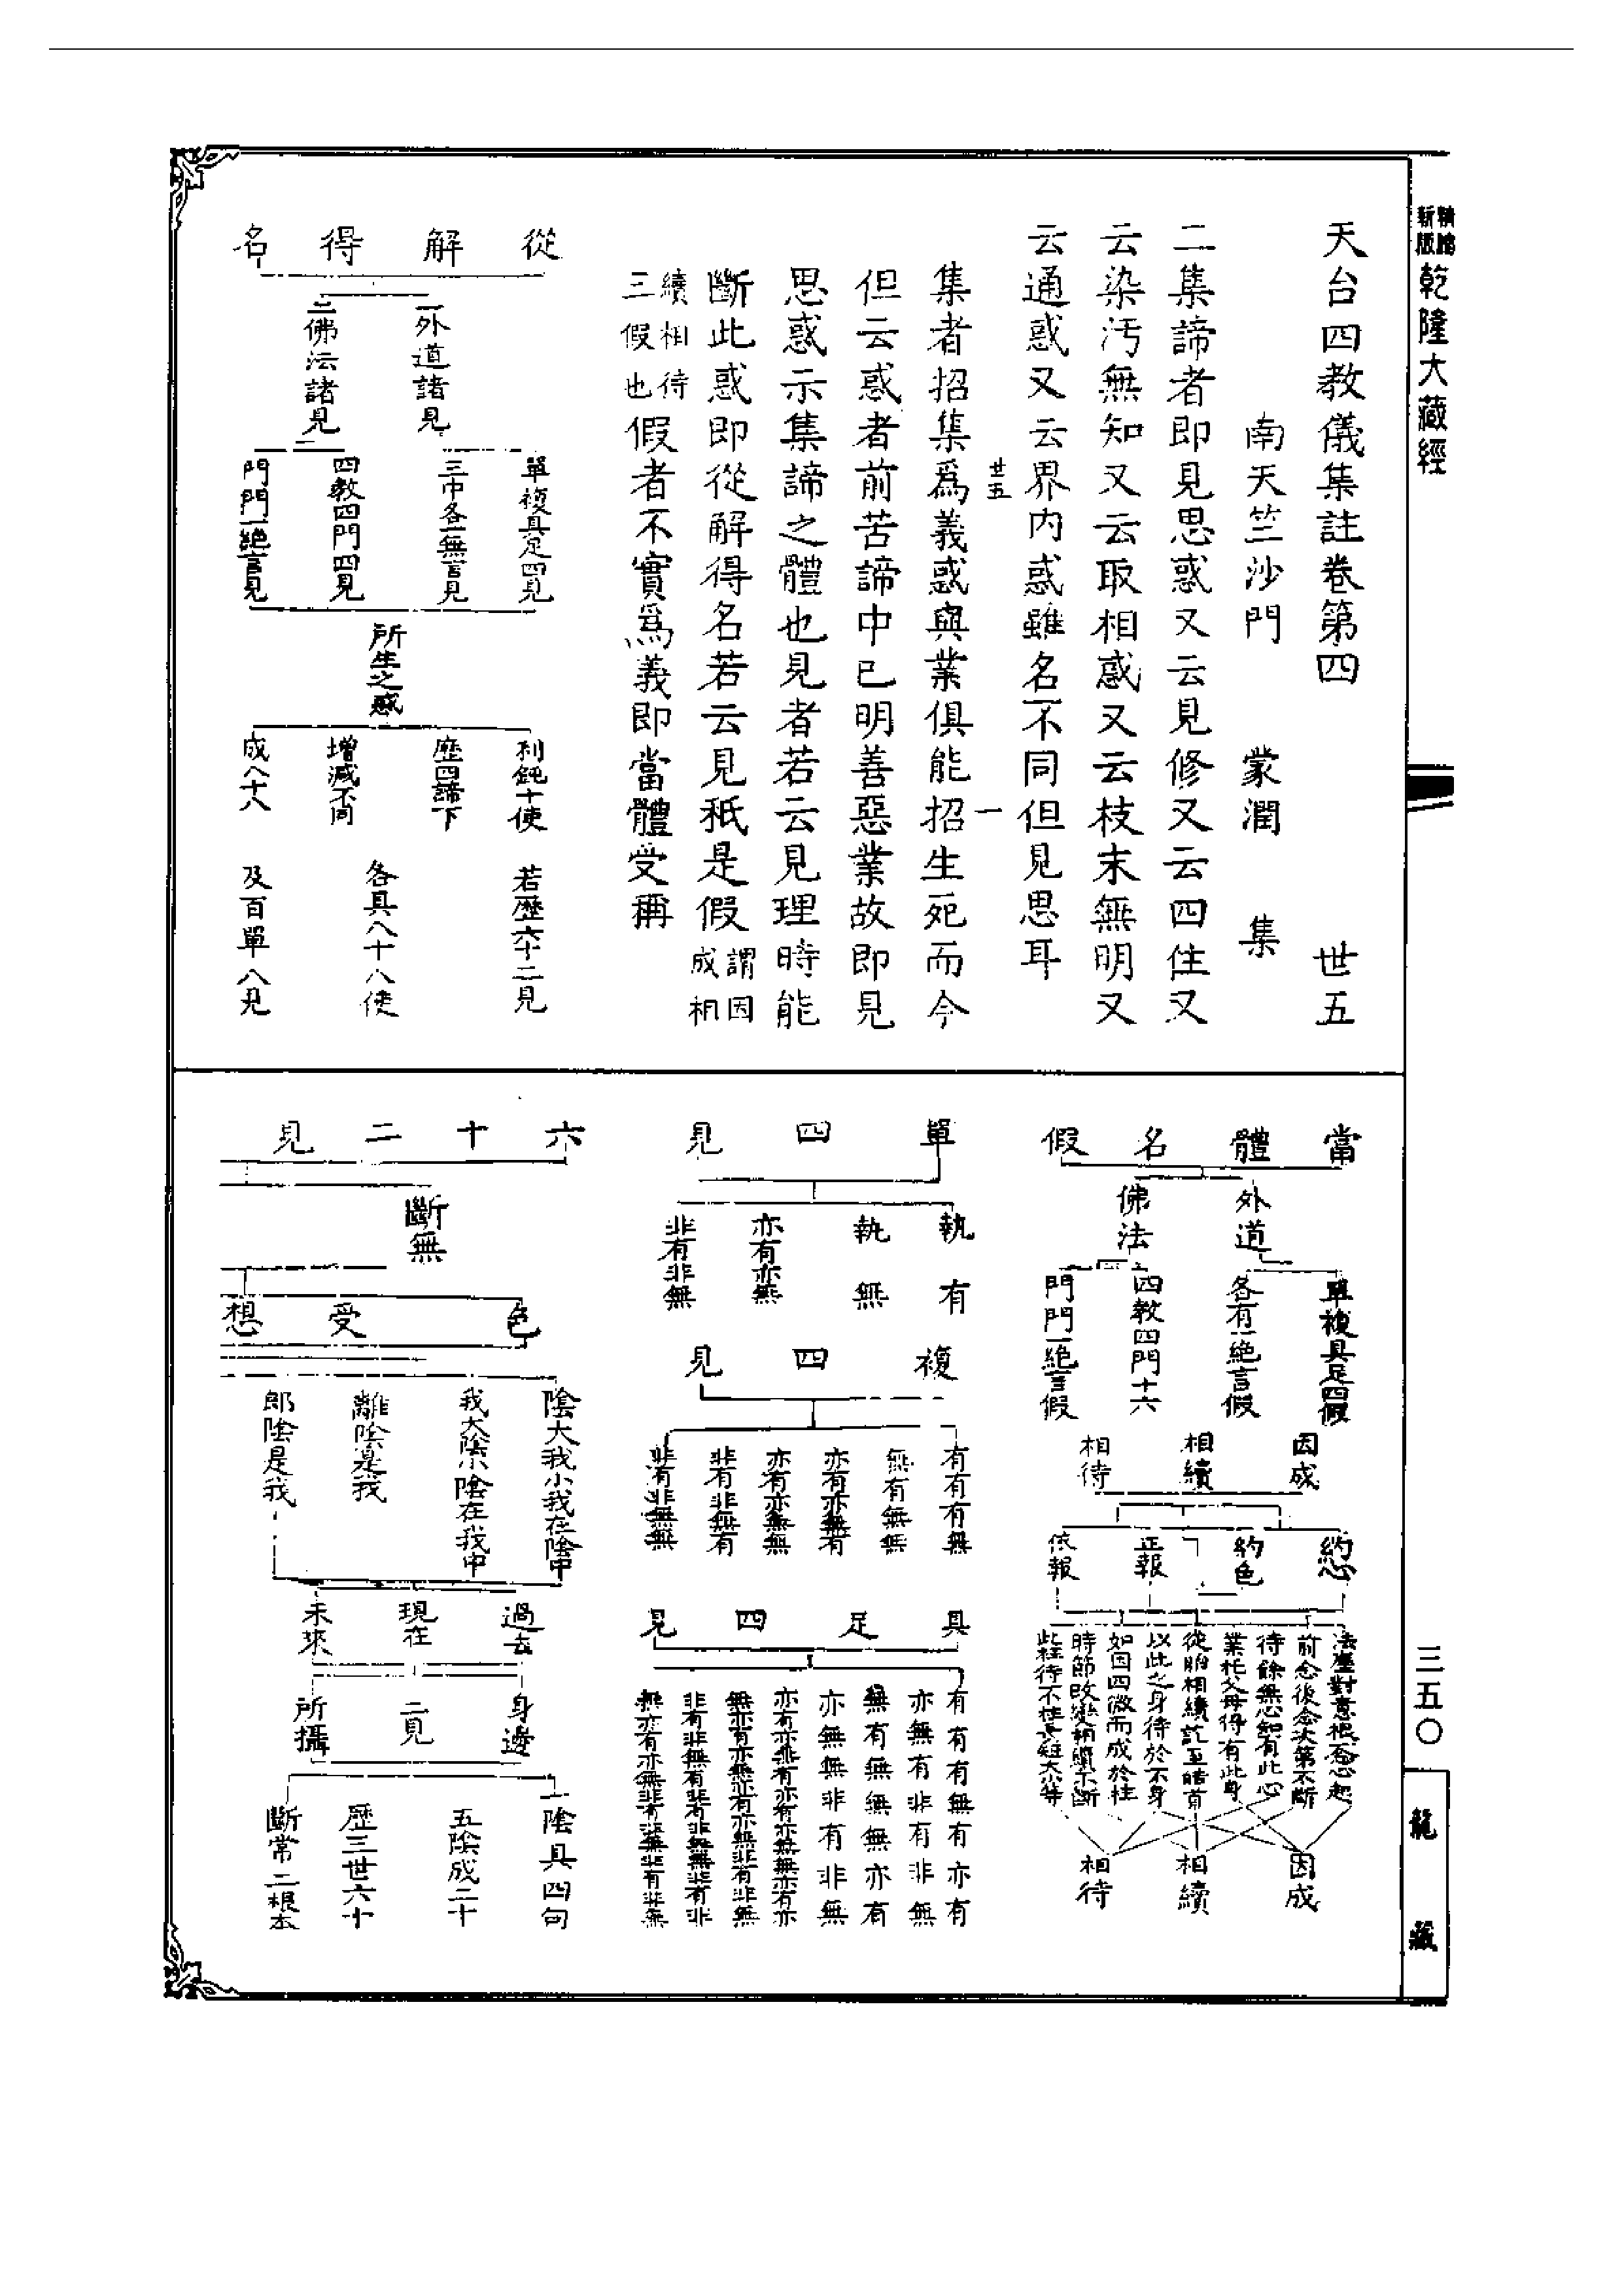 精縮
新版
乾隆大藏經
三五〇
龍藏
天台四教儀集註卷第四 世五
南天竺沙門 蒙潤 集
二集諦者即見思惑又云見修又云四住又
云染汚無知又云取相惑又云枝末無明又
云通惑又云界內惑雖名不同但見思耳
廿五 一
集者招集爲義惑與業俱能招生死而今
但云惑者前苦諦中已明善惡業故即見
思惑示集諦之體也見者若云見理時能
斷此惑即從解得名若云見秖是假謂因成相
續相待三假也假者不實爲義即當體受稱
從解得名
一外道諸見
二佛法諸見
單複具足四見
三中各一無言見
四教四門四見
門門一絕言見
所生之惑
利鈍十使
歷四諦下
增減不同
成八十八
若歷六十二見
各具八十八使
及百單八見
當體名假
外道
佛法
單複具足四假
各有一絕言假
四教四門十六
門門一絕言假
因成
相續
相待
約心
約色
正報
依報
法塵對意根念心起
前念後念次第不斷
待餘無心知有此心
業托父母得有此身
從胎相續訖至皓首
以此之身待於不身
如因四微而成於柱
時節改變相續不斷
此柱待不柱長短大小等
因成
相續
相待
單四見
執有
執無
亦有亦無
非有非無
複四見
有有有無
無有無無
亦有亦無有
亦有亦無無
非有非無有
非有非無無
具足四見
有有有無有亦有
亦無有非有非無
無有無無無亦有
亦無無非有非無
亦有亦無有亦有亦無無亦有亦
無亦有亦無亦有亦無非有非無
非有非無有非有非無無非有非
無亦有亦無非有非無非有非無
六十二見
斷無
色
受
想
陰大我小我在陰中
我大陰小陰在我中
離陰是我
即陰是我
過去
現在
未來
身邊
二見
所攝
一陰具四句
五陰成二十
歷三世六十
斷常二根本